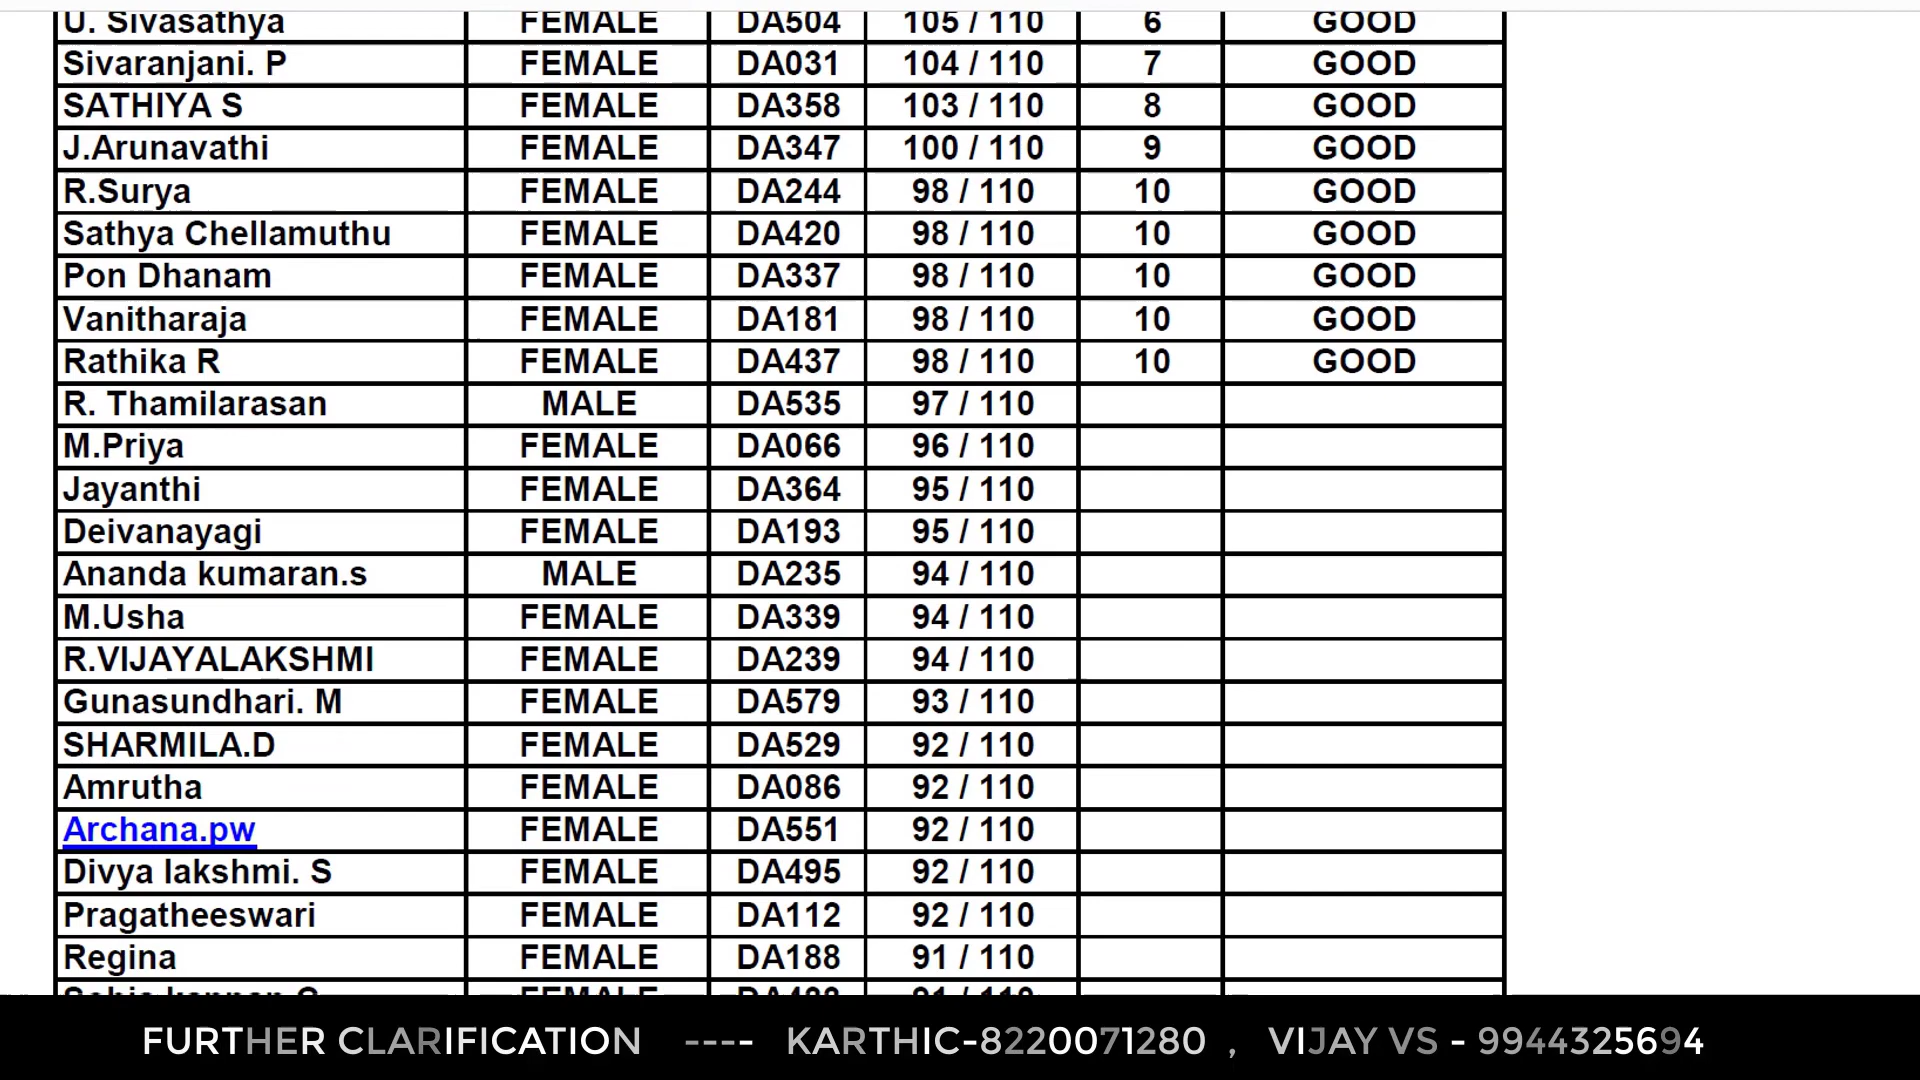 U. Sivasathya FEMALE DA504 105 / 110 6 GOOD
Sivaranjani. P FEMALE DA031 104 / 110 7 GOOD
SATHIYA S FEMALE DA358 103 / 110 8 GOOD
J.Arunavathi FEMALE DA347 100 / 110 9 GOOD
R.Surya FEMALE DA244 98 / 110 10 GOOD
Sathya Chellamuthu FEMALE DA420 98 / 110 10 GOOD
Pon Dhanam FEMALE DA337 98 / 110 10 GOOD
Vanitharaja FEMALE DA181 98 / 110 10 GOOD
Rathika R FEMALE DA437 98 / 110 10 GOOD
R. Thamilarasan MALE DA535 97 / 110
M.Priya FEMALE DA066 96 / 110
Jayanthi FEMALE DA364 95 / 110
Deivanayagi FEMALE DA193 95 / 110
Ananda kumaran.s MALE DA235 94 / 110
M.Usha FEMALE DA339 94 / 110
R.VIJAYALAKSHMI FEMALE DA239 94 / 110
Gunasundhari. M FEMALE DA579 93 / 110
SHARMILA.D FEMALE DA529 92 / 110
Amrutha FEMALE DA086 92 / 110
Archana.pw FEMALE DA551 92 / 110
Divya lakshmi. S FEMALE DA495 92 / 110
Pragatheeswari FEMALE DA112 92 / 110
Regina FEMALE DA188 91 / 110
FEMALE 91 / 110
FURTHER CLARIFICATION ---- KARTHIC-8220071280 , VIJAY VS - 9944325694